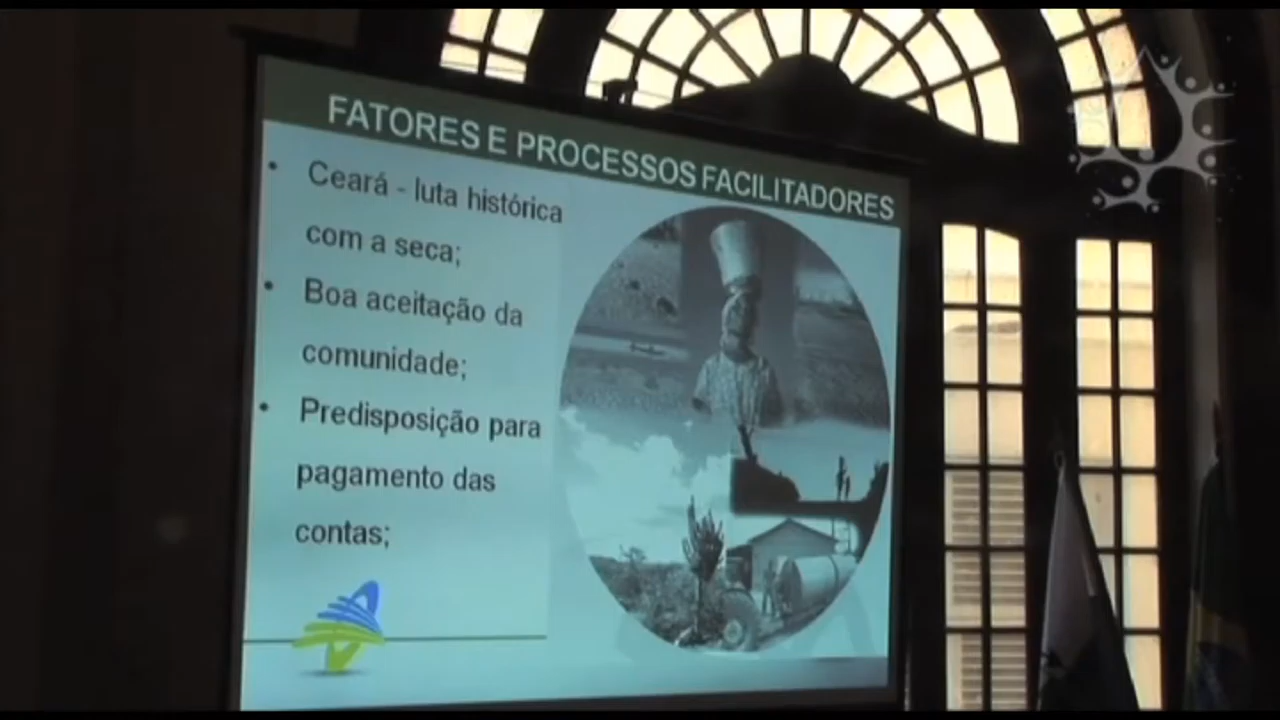 FATORES E PROCESSOS FACILITADORES
• Ceará - luta histórica
com a seca;
• Boa aceitação da
comunidade;
• Predisposição para
pagamento das
contas;